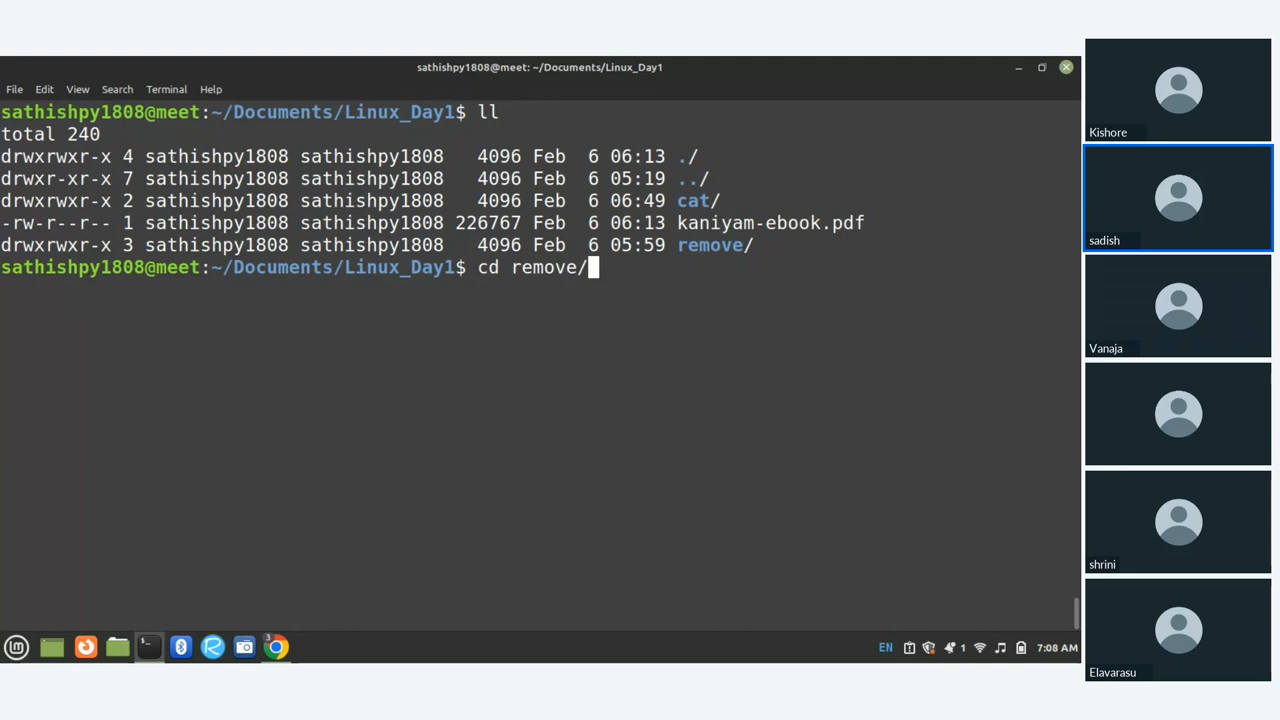 sathishpy1808@meet: ~/Documents/Linux_Day1
File Edit View Search Terminal Help
sathishpy1808@meet:~/Documents/Linux_Day1$ ll
total 240
drwxrwxr-x 4 sathishpy1808 sathishpy1808   4096 Feb  6 06:13 ./
drwxr-xr-x 7 sathishpy1808 sathishpy1808   4096 Feb  6 05:19 ../
drwxrwxr-x 2 sathishpy1808 sathishpy1808   4096 Feb  6 06:49 cat/
-rw-r--r-- 1 sathishpy1808 sathishpy1808 226767 Feb  6 06:13 kaniyam-ebook.pdf
drwxrwxr-x 3 sathishpy1808 sathishpy1808   4096 Feb  6 05:59 remove/
sathishpy1808@meet:~/Documents/Linux_Day1$ cd remove/
3
EN 1 7:08 AM
Kishore
sadish
Vanaja
shrini
Elavarasu